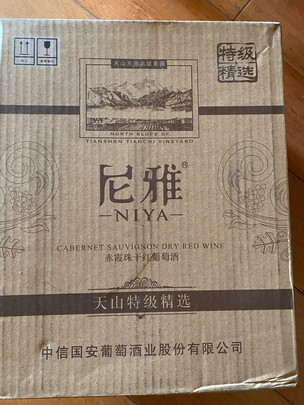 特级
精选
天山天池品级葡园
NORTH SLOPE OF
TIANSHAN TIANCHI VINEYARD
尼雅®
NIYA
CABERNET SAUVIGNON DRY RED WINE
赤霞珠干红葡萄酒
天山特级精选
中信国安葡萄酒业股份有限公司